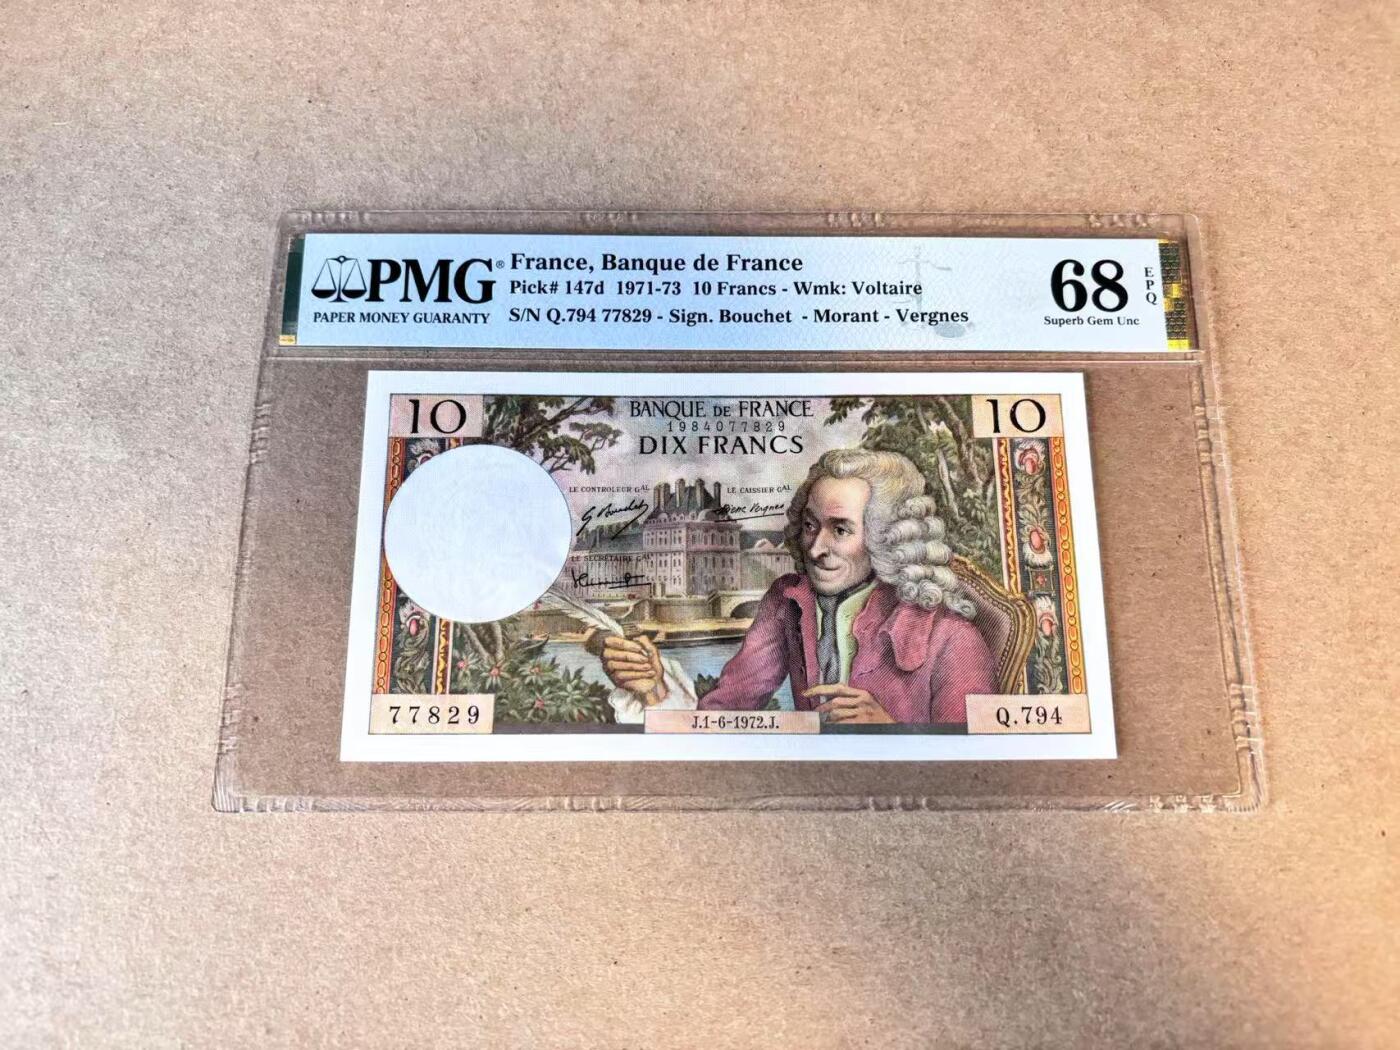 PMG®
PAPER MONEY GUARANTY
France, Banque de France
Pick# 147d 1971-73 10 Francs - Wmk: Voltaire
S/N Q.794 77829 - Sign. Bouchet - Morant - Vergnes
68
EPQ
Superb Gem Unc
10
BANQUE DE FRANCE
10
1984077829
DIX FRANCS
LE CONTROLEUR GAL
LE CAISSIER GAL
LE SECRÉTAIRE GAL
77829
J.1-6-1972.J.
Q.794